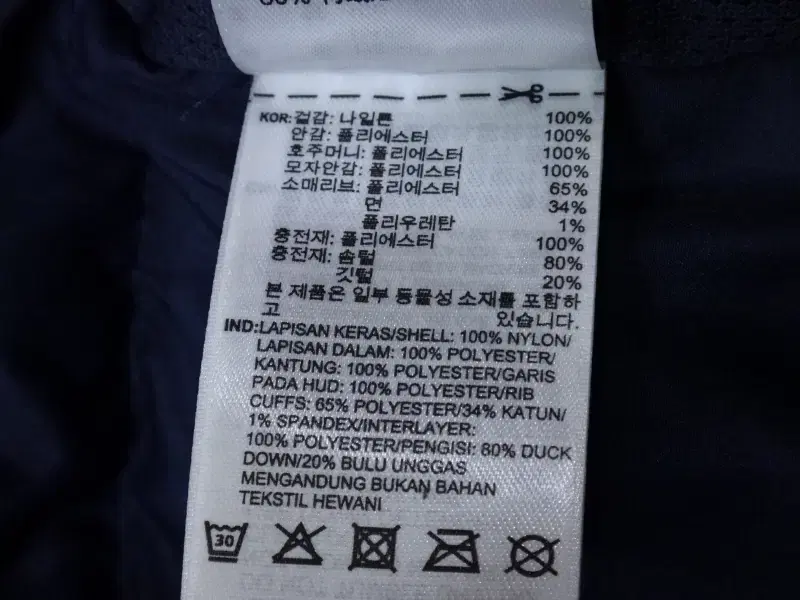 KOR:겉감: 나일론 100%
안감: 폴리에스터 100%
호주머니: 폴리에스터 100%
모자안감: 폴리에스터 100%
소매리브: 폴리에스터 65%
면 34%
폴리우레탄 1%
충전재: 폴리에스터 100%
충전재: 솜털 80%
깃털 20%
본 제품은 일부 동물성 소재를 포함하
고 있습니다.
IND:LAPISAN KERAS/SHELL: 100% NYLON/
LAPISAN DALAM: 100% POLYESTER/
KANTUNG: 100% POLYESTER/GARIS
PADA HUD: 100% POLYESTER/RIB
CUFFS: 65% POLYESTER/34% KATUN/
1% SPANDEX/INTERLAYER:
100% POLYESTER/PENGISI: 80% DUCK
DOWN/20% BULU UNGGAS
MENGANDUNG BUKAN BAHAN
TEKSTIL HEWANI
30